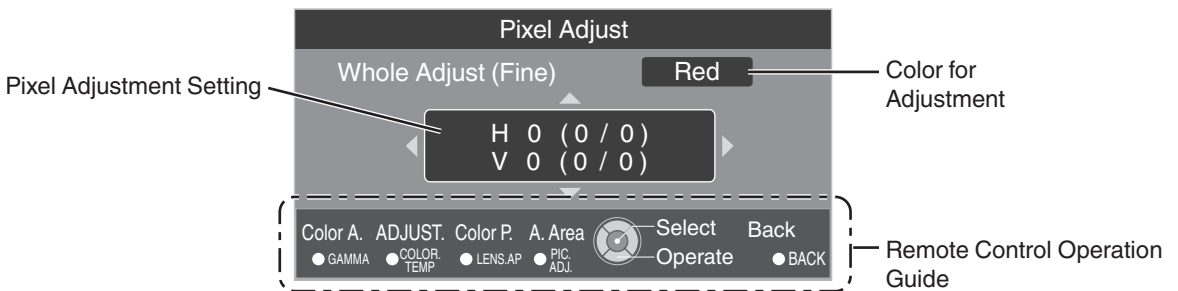 Pixel Adjust
Whole Adjust (Fine) Red
Pixel Adjustment Setting
Color for
Adjustment
H 0 (0 / 0)
V 0 (0 / 0)
Color A. ADJUST. Color P. A. Area Select Back
GAMMA COLOR. TEMP LENS.AP PIC. ADJ. Operate BACK
Remote Control Operation
Guide